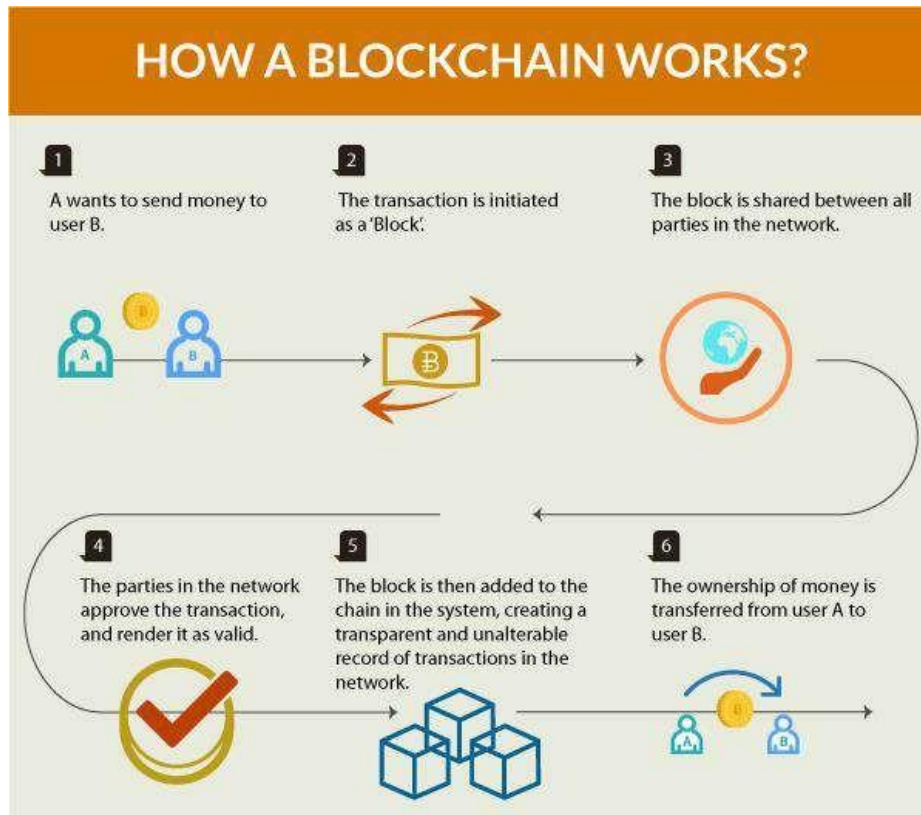 HOW A BLOCKCHAIN WORKS?
1
A wants to send money to
user B.
2
The transaction is initiated
as a 'Block'.
3
The block is shared between all
parties in the network.
A
B
B
B
4
The parties in the network
approve the transaction,
and render it as valid.
5
The block is then added to the
chain in the system, creating a
transparent and unalterable
record of transactions in the
network.
6
The ownership of money is
transferred from user A to
user B.
A
B
B